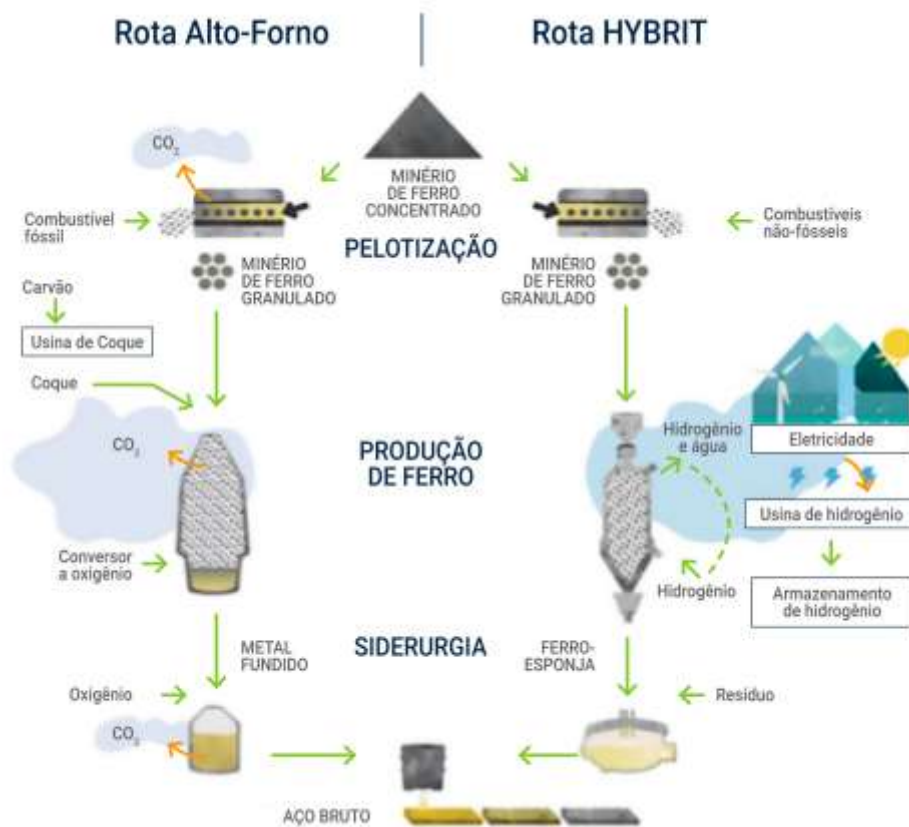 Rota Alto-Forno
Rota HYBRIT
CO₂
MINÉRIO
DE FERRO
CONCENTRADO
Combustível
fóssil
Combustíveis
não-fósseis
PELOTIZAÇÃO
MINÉRIO
DE FERRO
GRANULADO
MINÉRIO
DE FERRO
GRANULADO
Carvão
Usina de Coque
Coque
CO₂
PRODUÇÃO
DE FERRO
Hidrogênio
e água
Eletricidade
Usina de hidrogênio
Conversor
a oxigênio
Hidrogênio
Armazenamento
de hidrogênio
METAL
FUNDIDO
SIDERURGIA
FERRO-
ESPONJA
Oxigênio
Resíduo
CO₂
AÇO BRUTO